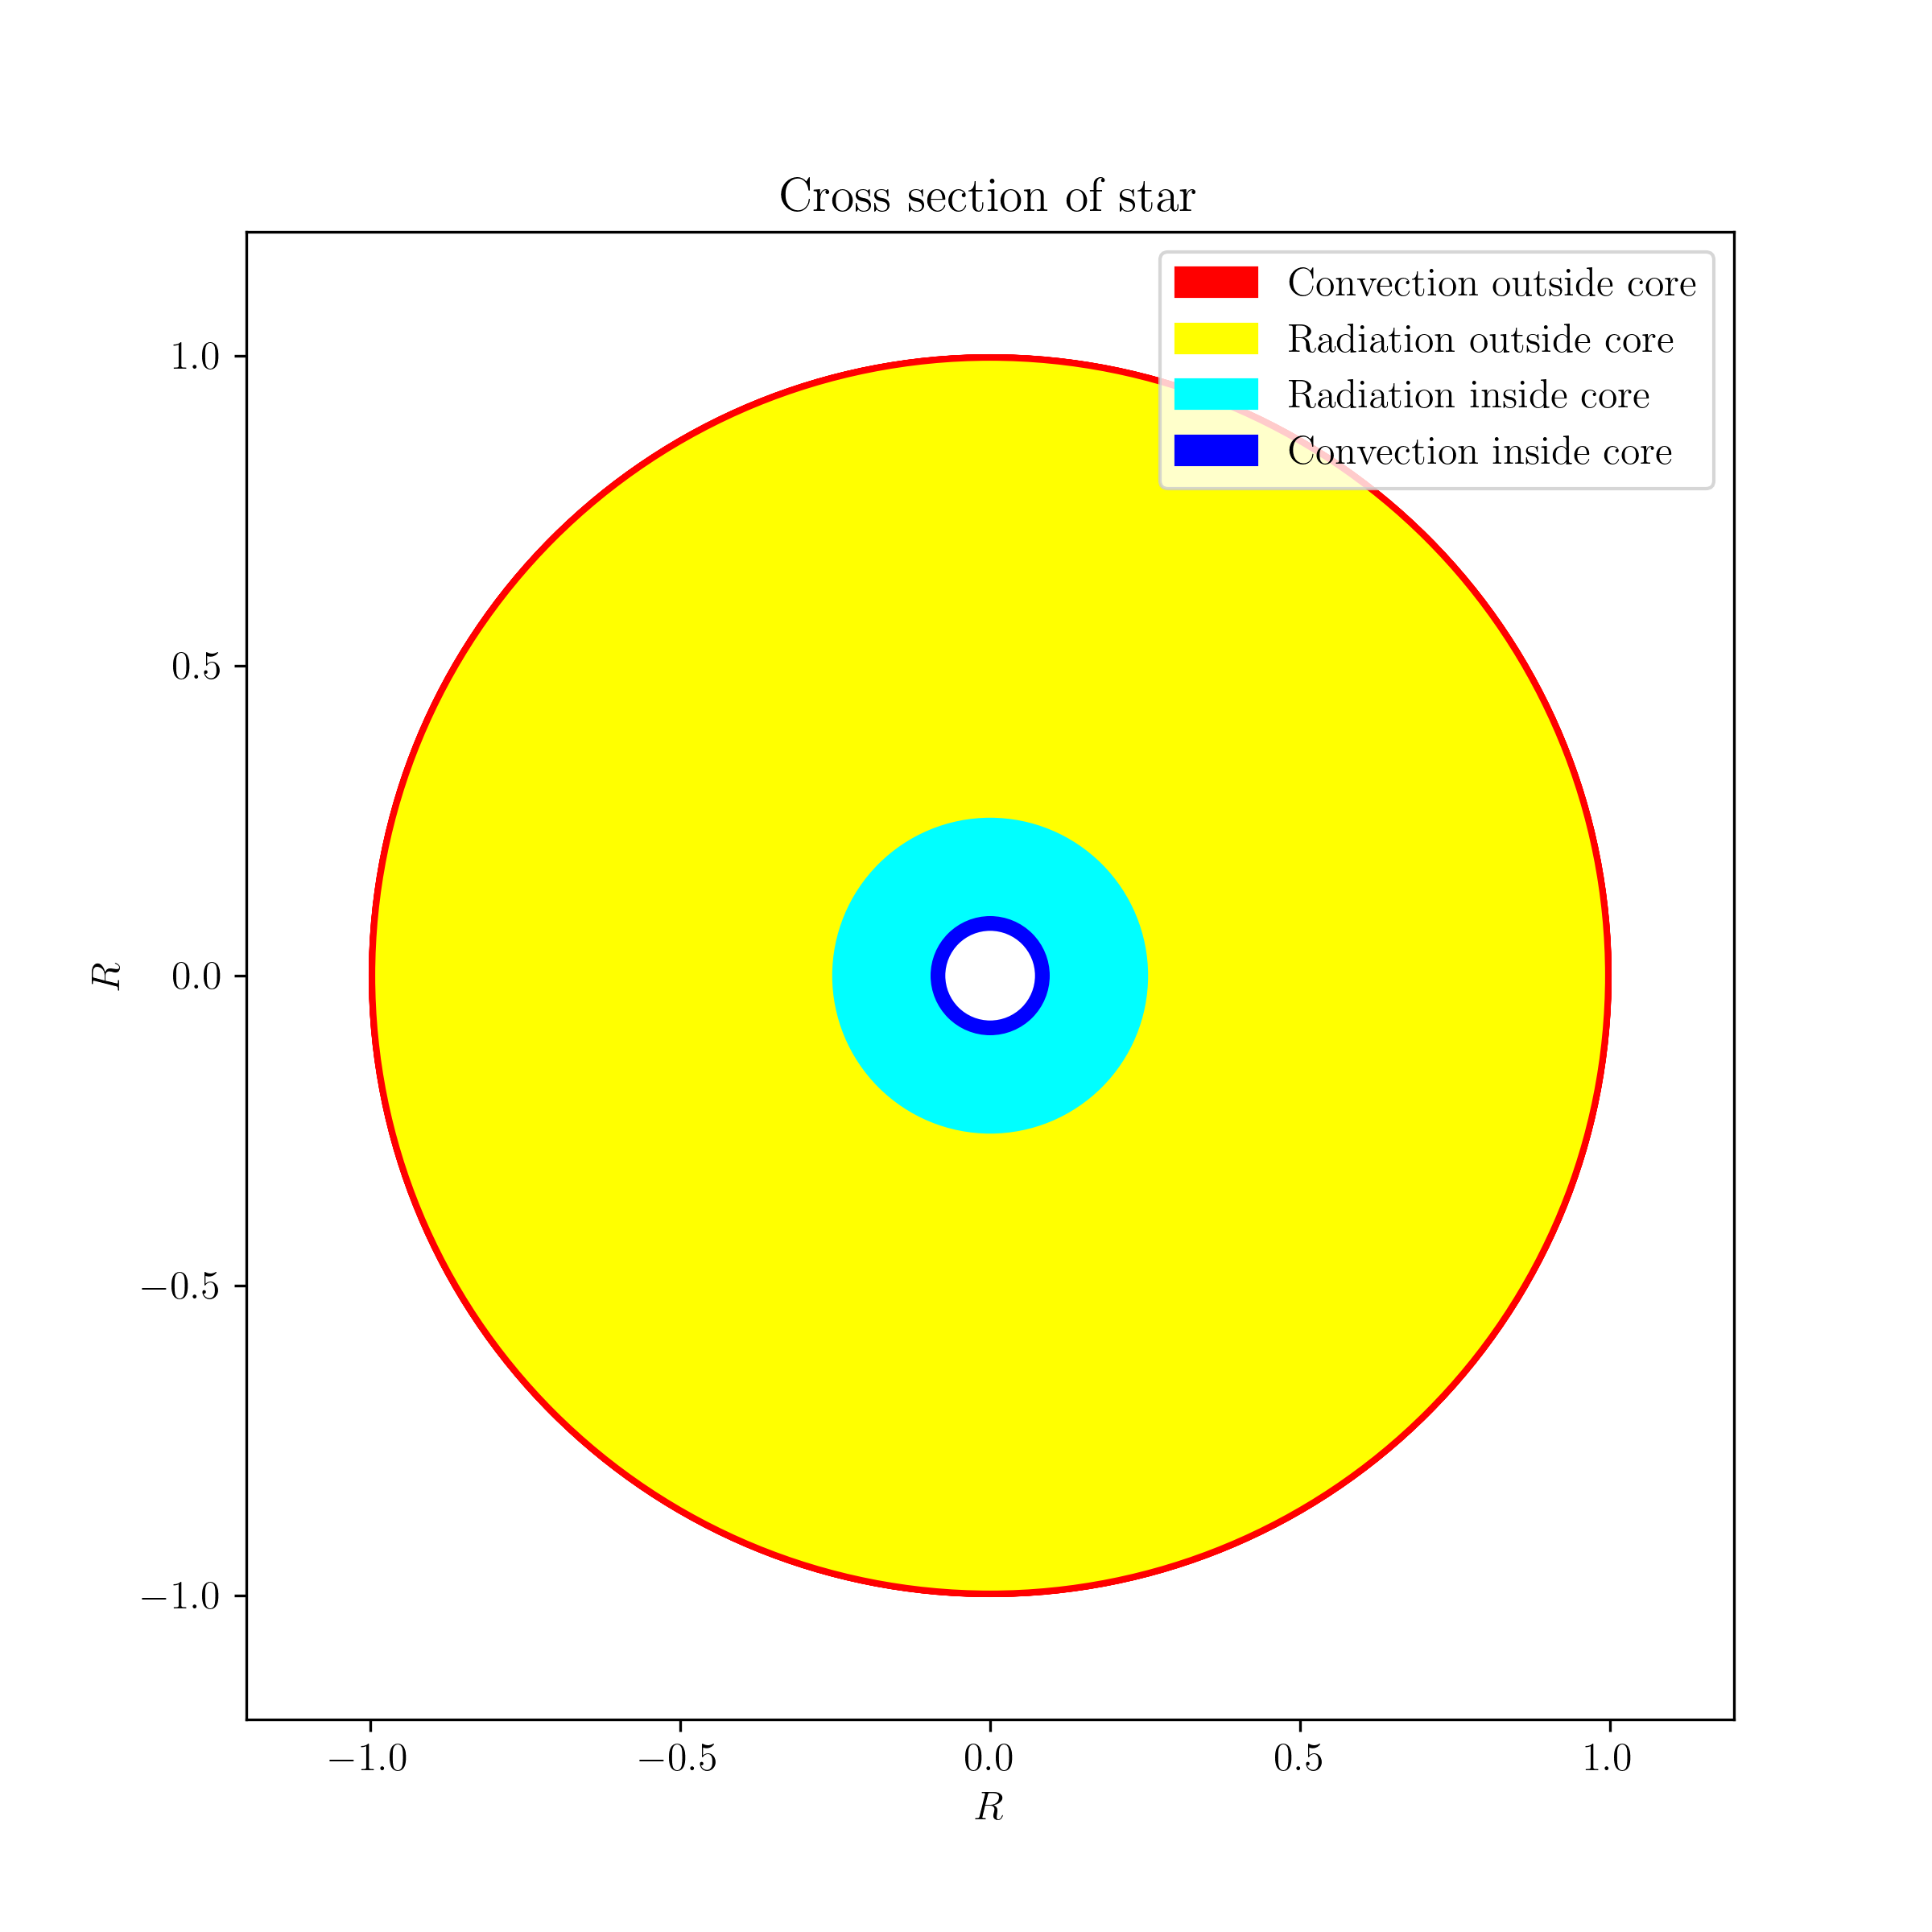 Cross section of star
Convection outside core
Radiation outside core
Radiation inside core
Convection inside core
1.0
0.5
0.0
−0.5
−1.0
R
−1.0 −0.5 0.0 0.5 1.0
R